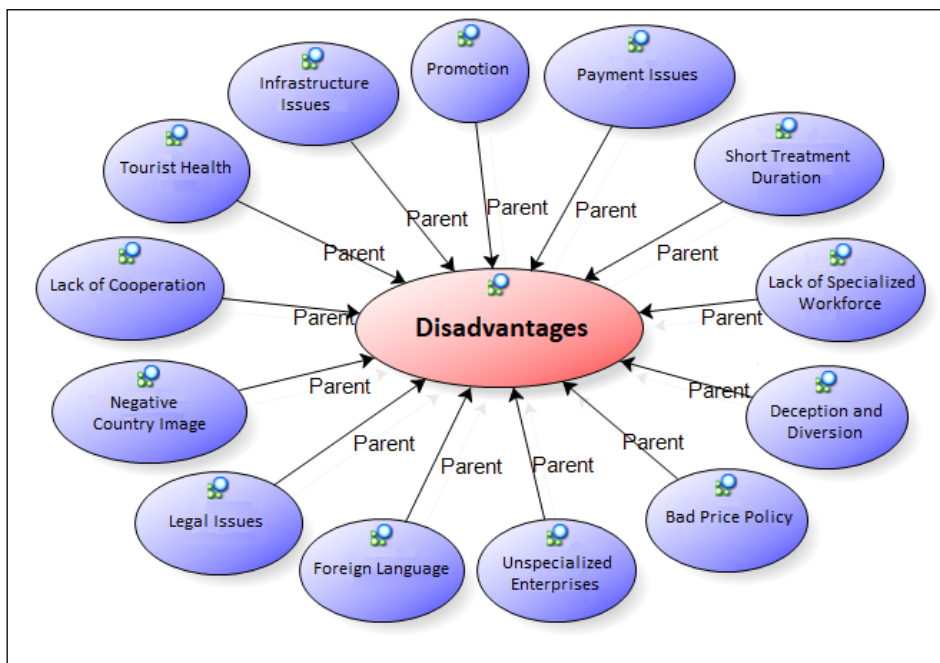 Promotion
Payment Issues
Infrastructure
Issues
Short Treatment
Duration
Tourist Health
Parent
Parent
Parent
Parent
Parent
Parent
Lack of Cooperation
Lack of Specialized
Workforce
Parent
Parent
Disadvantages
Negative
Country Image
Parent
Parent
Deception and
Diversion
Parent
Parent
Parent
Parent
Legal Issues
Bad Price Policy
Foreign Language
Unspecialized
Enterprises